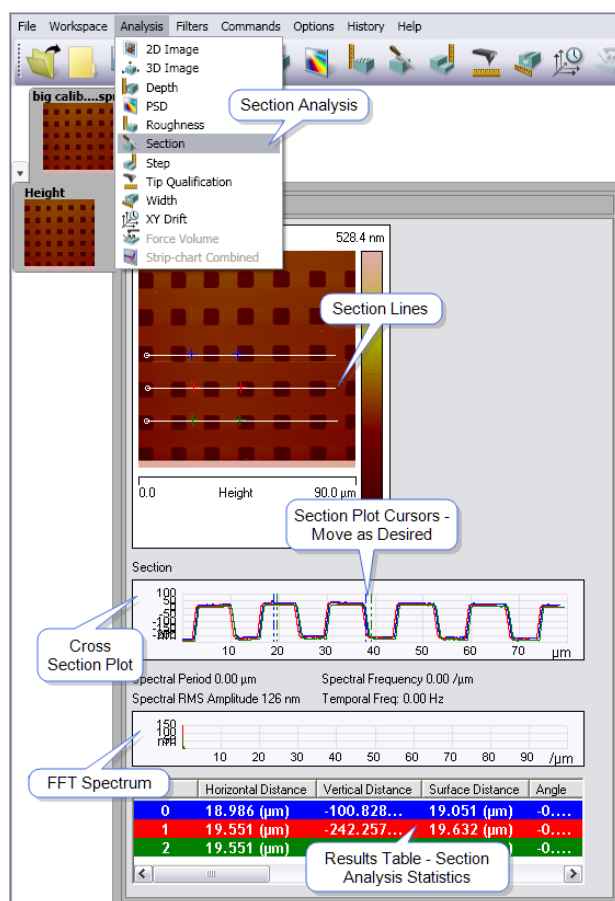 File Workspace Analysis Filters Commands Options History Help
2D Image
3D Image
Depth
PSD
Roughness
Section
Step
Tip Qualification
Width
XY Drift
Force Volume
Strip-chart Combined
big calib....spr
Section Analysis
Height
528.4 nm
Section Lines
0.0 Height 90.0 µm
Section Plot Cursors -
Move as Desired
Section
100
50
10 20 30 40 50 60 70 µm
Cross
Section Plot
Spectral Period 0.00 µm Spectral Frequency 0.00 /µm
Spectral RMS Amplitude 126 nm Temporal Freq: 0.00 Hz
150
100
50
nm
10 20 30 40 50 60 70 80 90 /µm
FFT Spectrum
Horizontal Distance Vertical Distance Surface Distance Angle
0 18.986 (µm) -100.828... 19.051 (µm) -0....
1 19.551 (µm) -242.257... 19.632 (µm) -0....
2 19.551 (µm) -0....
Results Table - Section
Analysis Statistics